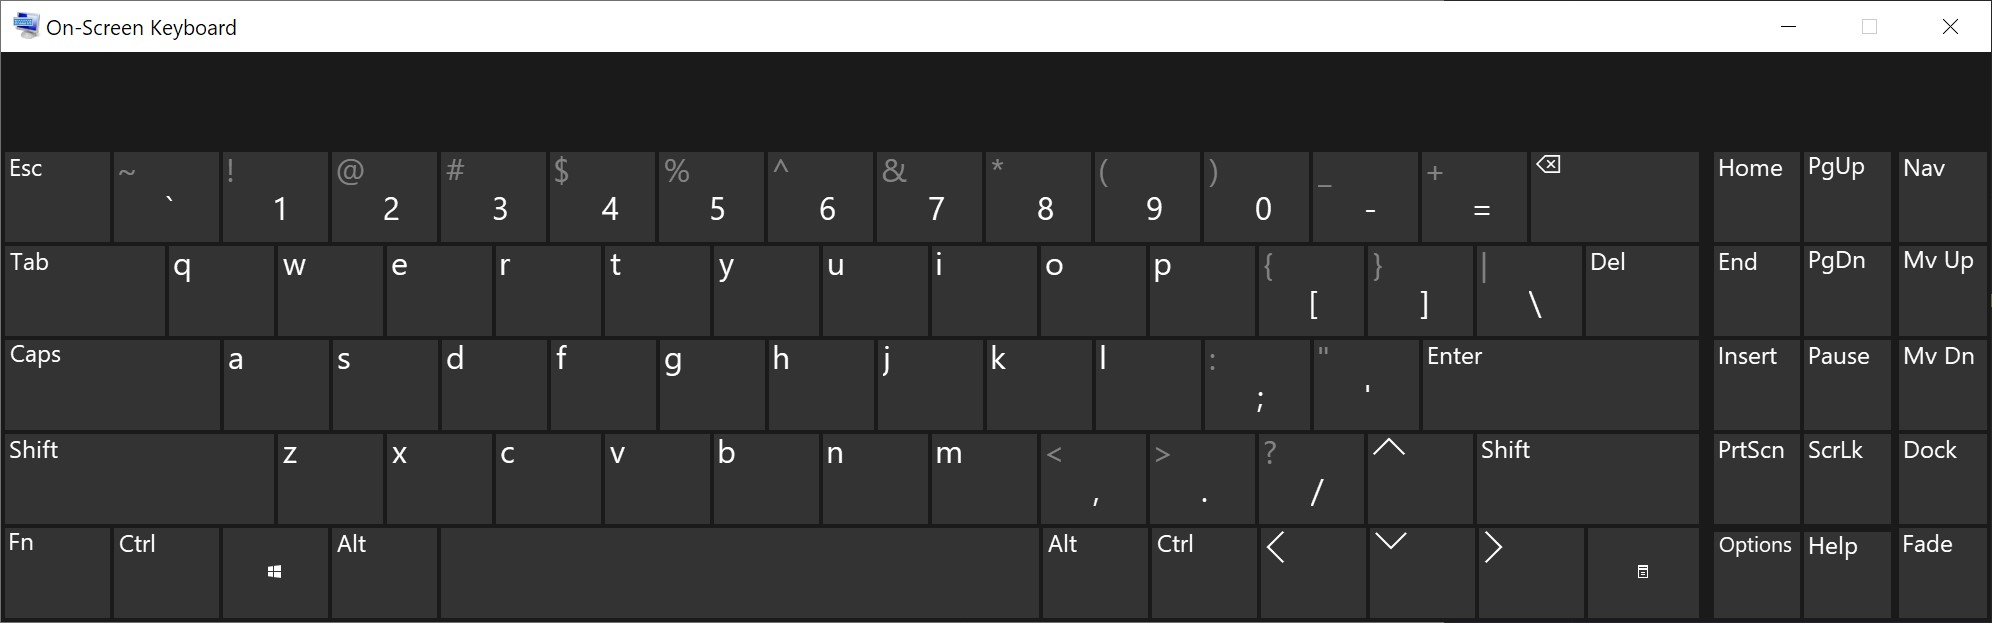 On-Screen Keyboard
Esc ~ ` ! 1 @ 2 # 3 $ 4 % 5 ^ 6 & 7 * 8 ( 9 ) 0 _ - + = Home PgUp Nav
Tab q w e r t y u i o p { [ } ] | \ Del End PgDn Mv Up
Caps a s d f g h j k l : ; " ' Enter Insert Pause Mv Dn
Shift z x c v b n m < , > . ? / Shift PrtScn ScrLk Dock
Fn Ctrl Alt Alt Ctrl Options Help Fade